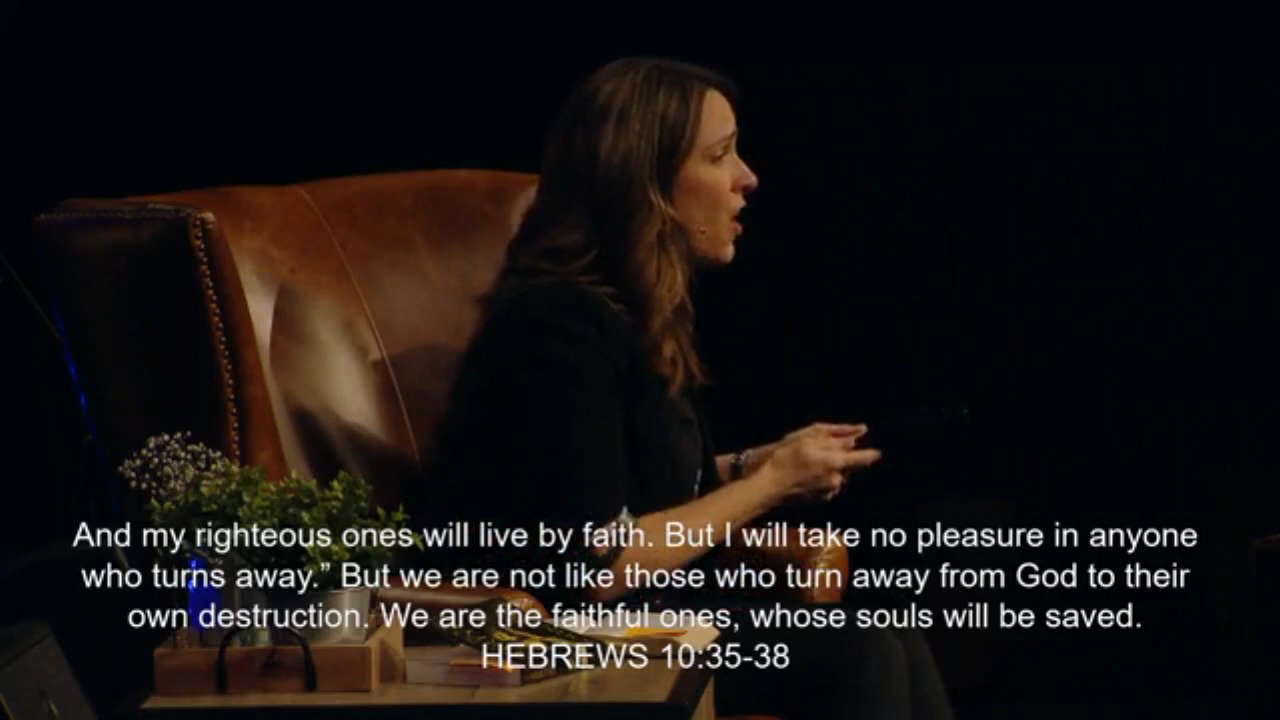 And my righteous ones will live by faith. But I will take no pleasure in anyone
who turns away.” But we are not like those who turn away from God to their
own destruction. We are the faithful ones, whose souls will be saved.
HEBREWS 10:35-38